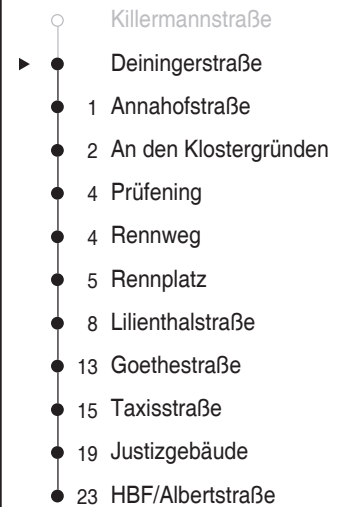 Killermannstraße
Deiningerstraße
1 Annahofstraße
2 An den Klostergründen
4 Prüfening
4 Rennweg
5 Rennplatz
8 Lilienthalstraße
13 Goethestraße
15 Taxisstraße
19 Justizgebäude
23 HBF/Albertstraße